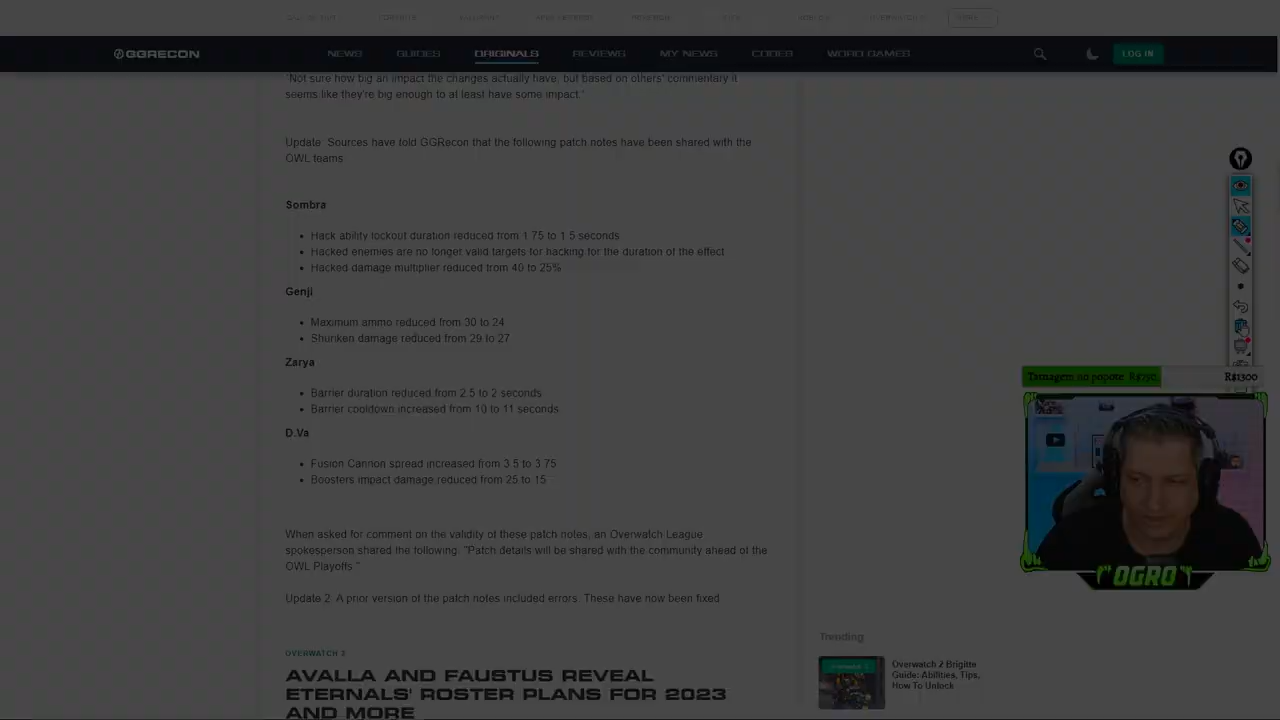 GGRECON
NEWS
GUIDES
ORIGINALS
REVIEWS
MY NEWS
CODES
WORD GAMES
LOG IN
"Not sure how big an impact the changes actually have, but based on others' commentary it
seems like they're big enough to at least have some impact."
Update: Sources have told GGRecon that the following patch notes have been shared with the
OWL teams:
Sombra
• Hack ability lockout duration reduced from 1.75 to 1.5 seconds
• Hacked enemies are no longer valid targets for hacking for the duration of the effect
• Hacked damage multiplier reduced from 40 to 25%
Genji
• Maximum ammo reduced from 30 to 24
• Shuriken damage reduced from 29 to 27
Zarya
• Barrier duration reduced from 2.5 to 2 seconds
• Barrier cooldown increased from 10 to 11 seconds
D.Va
• Fusion Cannon spread increased from 3.5 to 3.75
• Boosters impact damage reduced from 25 to 15
When asked for comment on the validity of these patch notes, an Overwatch League
spokesperson shared the following: "Patch details will be shared with the community ahead of the
OWL Playoffs."
Update 2: A prior version of the patch notes included errors. These have now been fixed.
OVERWATCH 2
AVALLA AND FAUSTUS REVEAL
ETERNALS' ROSTER PLANS FOR 2023
AND MORE
Trending
Overwatch 2 Brigitte
Guide: Abilities, Tips,
How To Unlock
Tatuagem no popote R$750
R$1300
OGRO